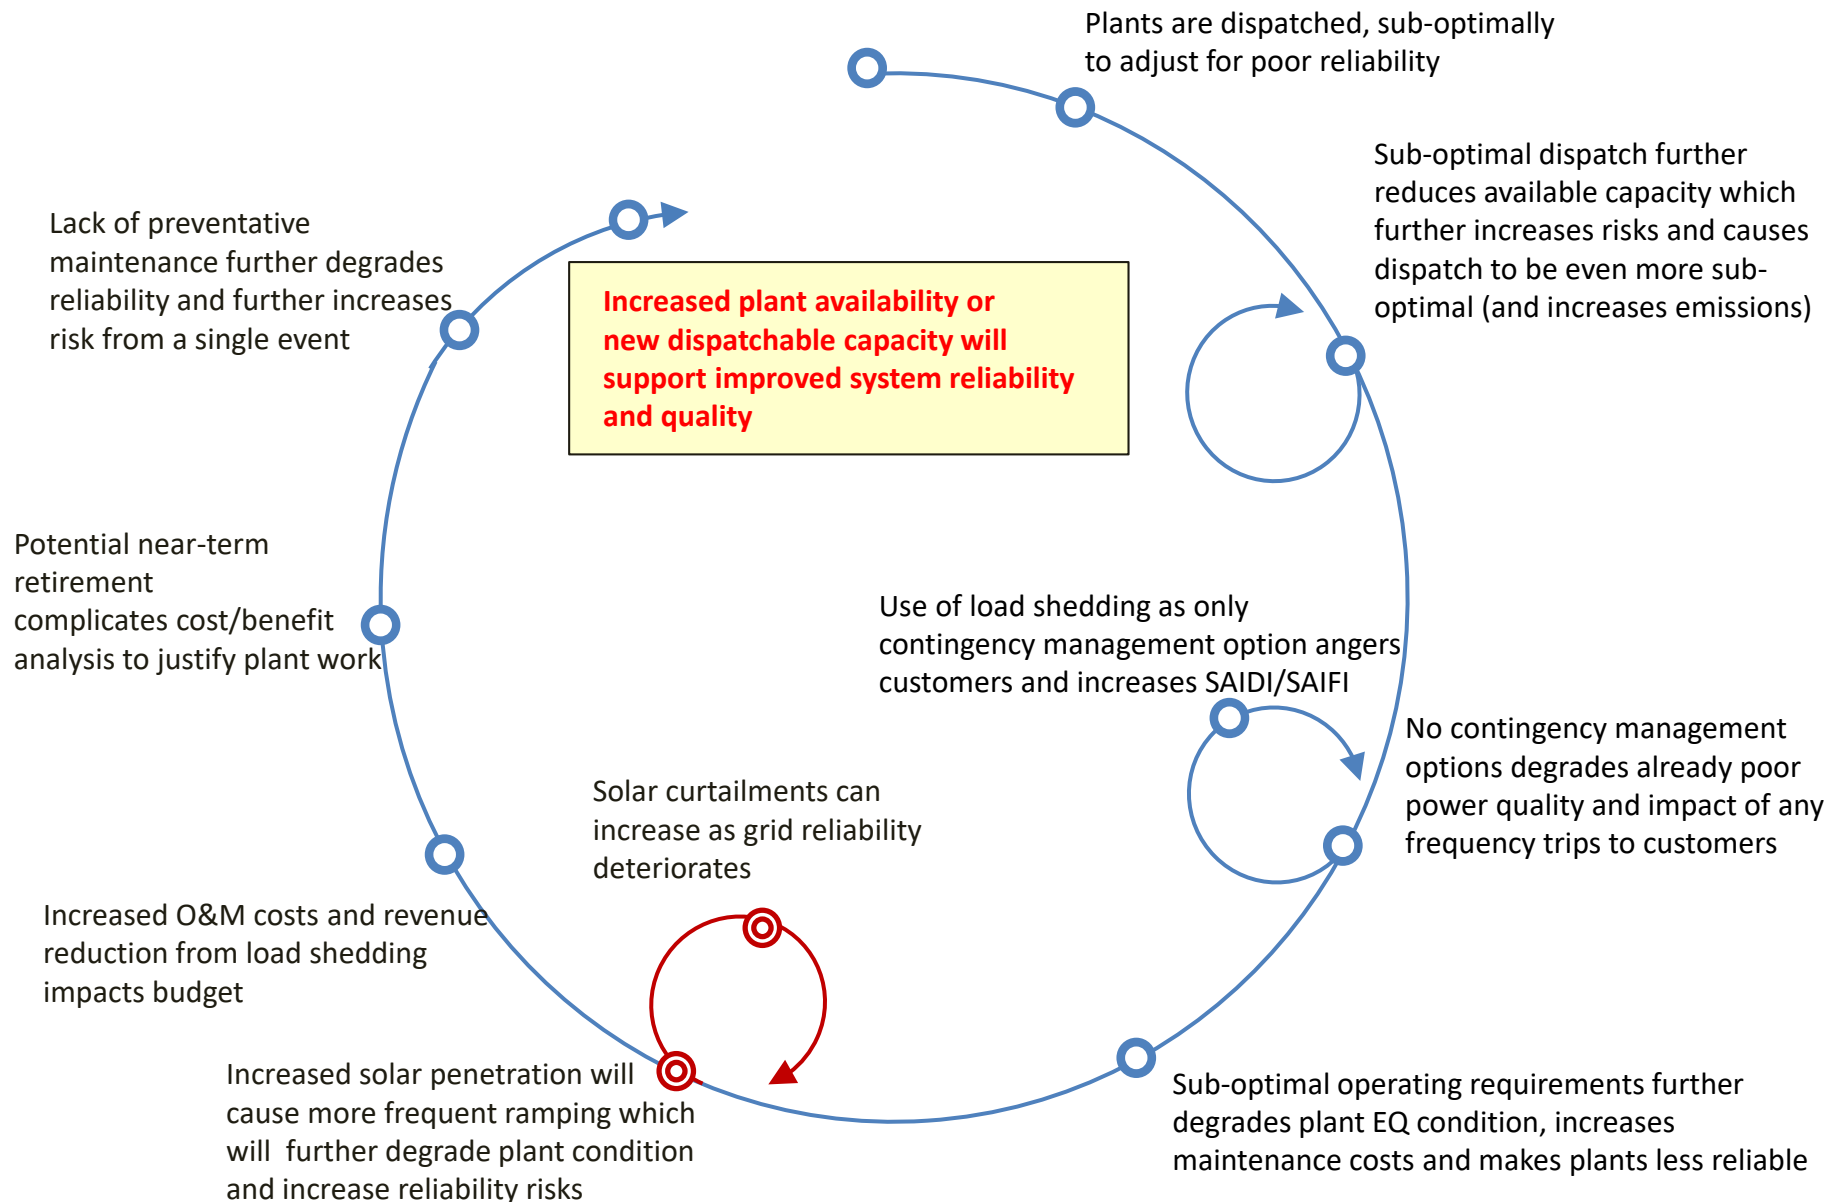 Plants are dispatched, sub-optimally
to adjust for poor reliability
Sub-optimal dispatch further
reduces available capacity which
further increases risks and causes
dispatch to be even more sub-
optimal (and increases emissions)
Lack of preventative
maintenance further degrades
reliability and further increases
risk from a single event
Increased plant availability or
new dispatchable capacity will
support improved system reliability
and quality
Potential near-term
retirement
complicates cost/benefit
analysis to justify plant work
Use of load shedding as only
contingency management option angers
customers and increases SAIDI/SAIFI
No contingency management
options degrades already poor
power quality and impact of any
frequency trips to customers
Solar curtailments can
increase as grid reliability
deteriorates
Increased O&M costs and revenue
reduction from load shedding
impacts budget
Increased solar penetration will
cause more frequent ramping which
will  further degrade plant condition
and increase reliability risks
Sub-optimal operating requirements further
degrades plant EQ condition, increases
maintenance costs and makes plants less reliable